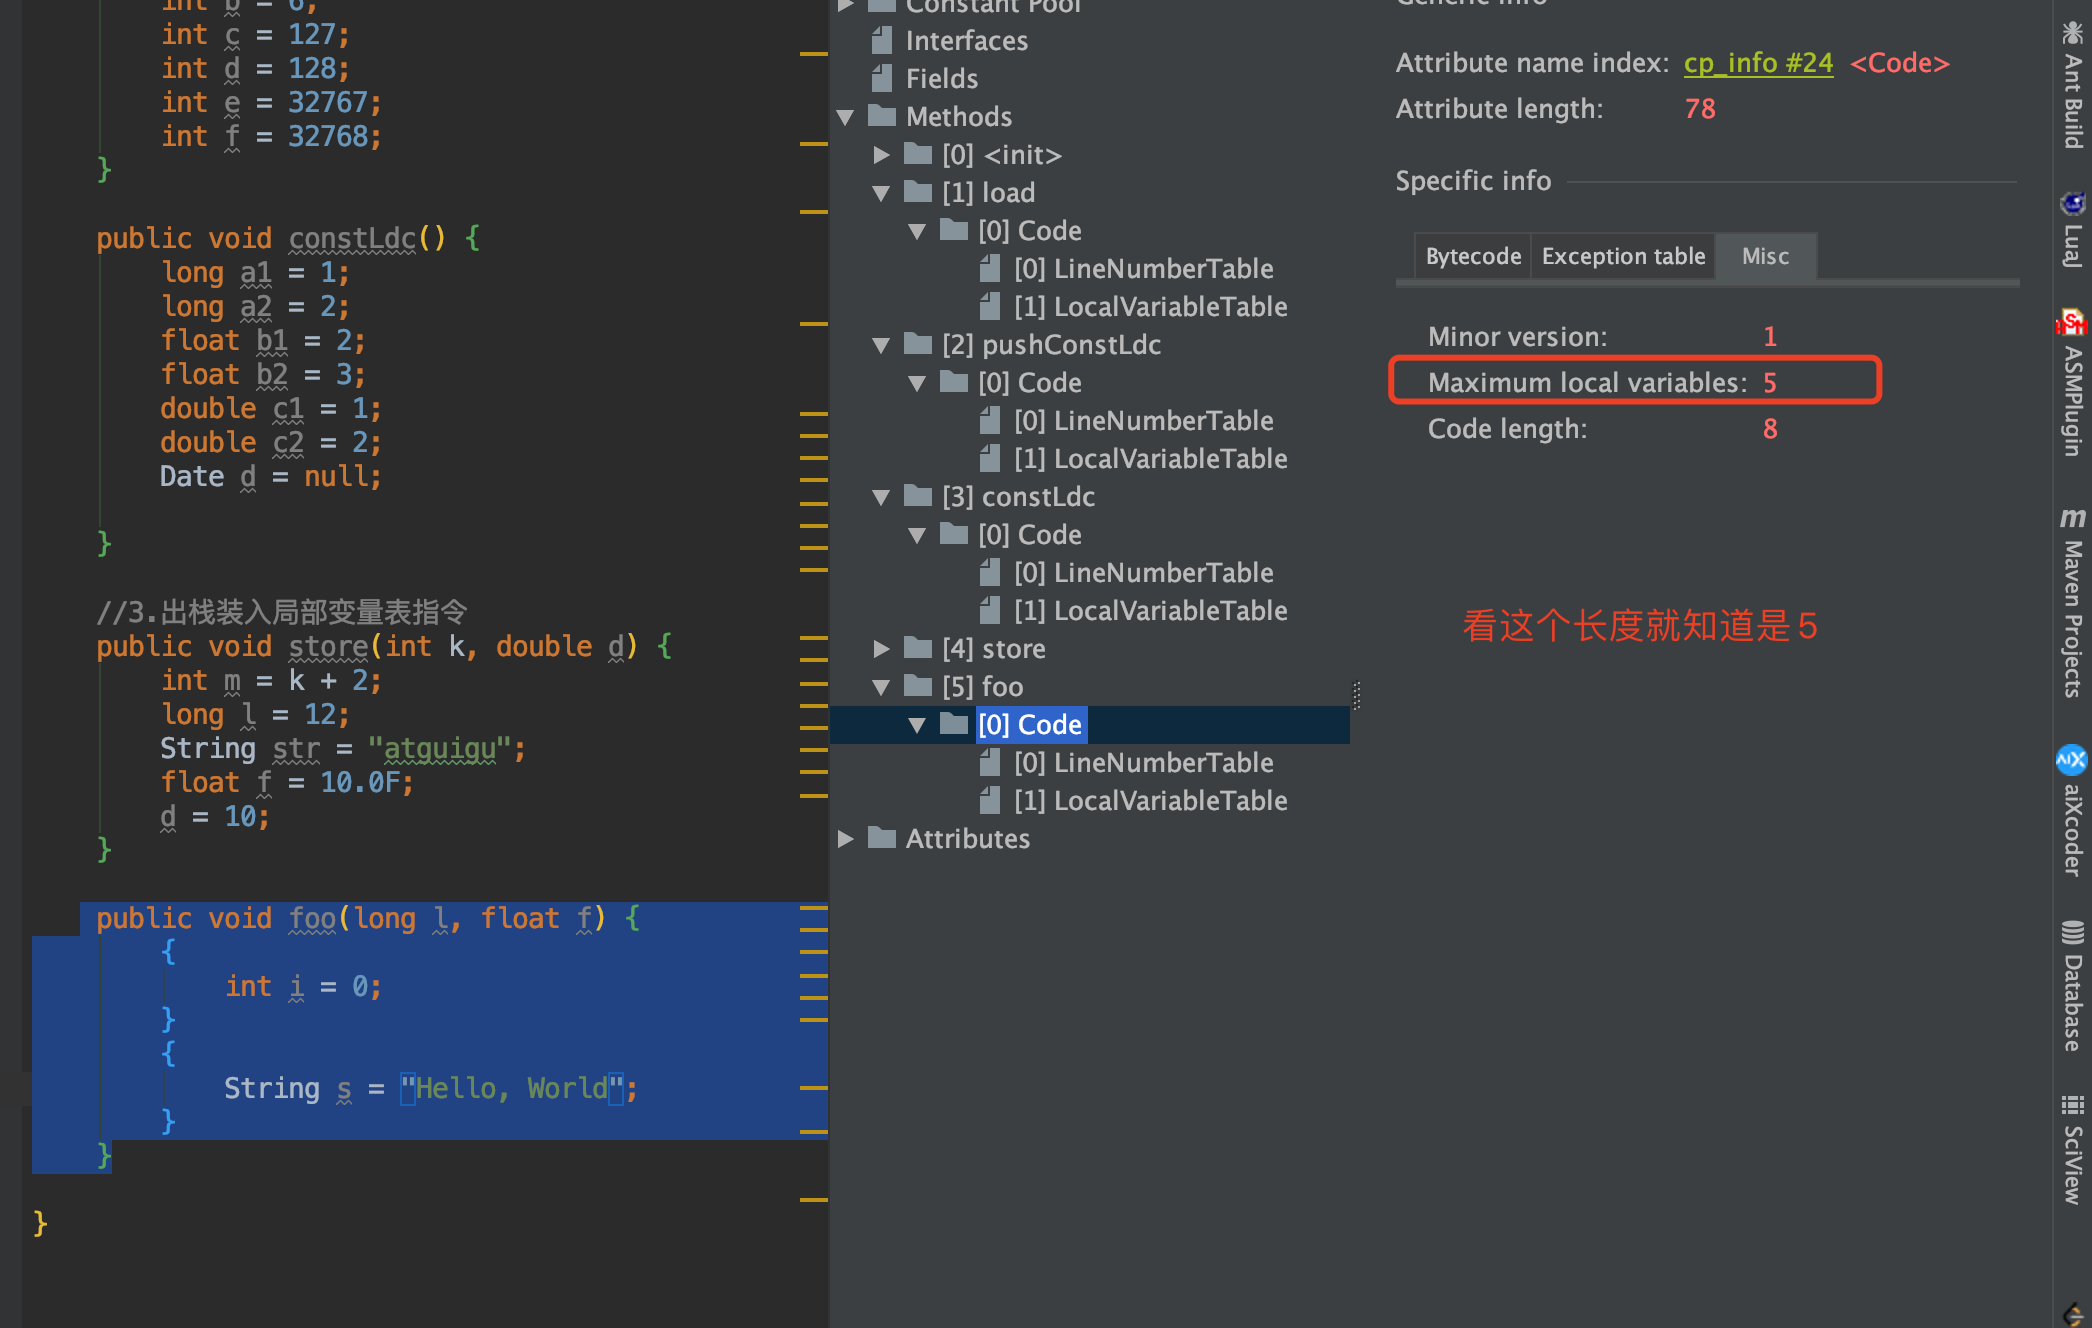 int b = 6;
int c = 127;
int d = 128;
int e = 32767;
int f = 32768;
}
public void constLdc() {
long a1 = 1;
long a2 = 2;
float b1 = 2;
float b2 = 3;
double c1 = 1;
double c2 = 2;
Date d = null;
}
//3.出栈装入局部变量表指令
public void store(int k, double d) {
int m = k + 2;
long l = 12;
String str = "atguigu";
float f = 10.0F;
d = 10;
}
public void foo(long l, float f) {
{
int i = 0;
}
{
String s = "Hello, World";
}
}
}
Constant Pool
Interfaces
Fields
Methods
[0] <init>
[1] load
[0] Code
[0] LineNumberTable
[1] LocalVariableTable
[2] pushConstLdc
[0] Code
[0] LineNumberTable
[1] LocalVariableTable
[3] constLdc
[0] Code
[0] LineNumberTable
[1] LocalVariableTable
[4] store
[5] foo
[0] Code
[0] LineNumberTable
[1] LocalVariableTable
Attributes
Generic info
Attribute name index: cp_info #24 <Code>
Attribute length: 78
Specific info
Bytecode Exception table Misc
Minor version: 1
Maximum local variables: 5
Code length: 8
看这个长度就知道是5
Ant Build
LuaJ
ASMPlugin
m Maven Projects
aiXcoder
Database
SciView